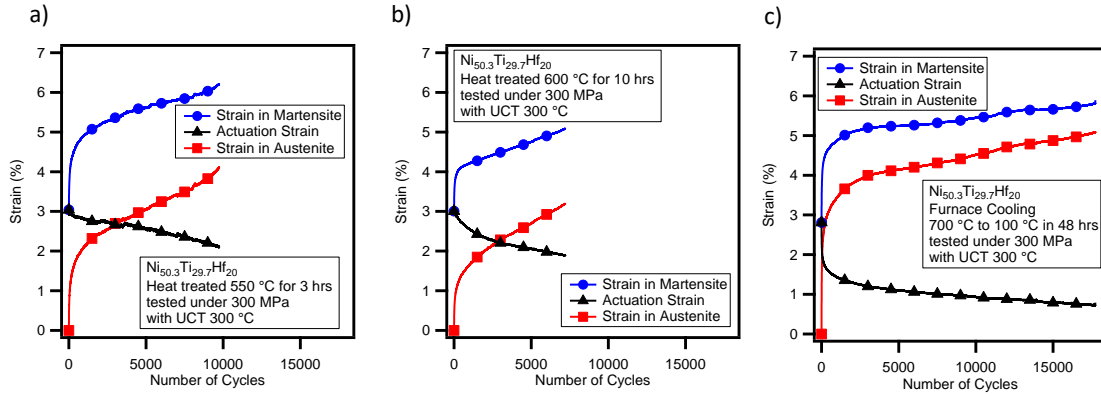 a)
7
6
5
4
3
2
1
0
Strain (%)
0 5000 10000 15000
Number of Cycles
Strain in Martensite
Actuation Strain
Strain in Austenite
Ni50.3Ti29.7Hf20
Heat treated 550 °C for 3 hrs
tested under 300 MPa
with UCT 300 °C
b)
7
6
5
4
3
2
1
0
Strain (%)
0 5000 10000 15000
Number of Cycles
Ni50.3Ti29.7Hf20
Heat treated 600 °C for 10 hrs
tested under 300 MPa
with UCT 300 °C
Strain in Martensite
Actuation Strain
Strain in Austenite
c)
7
6
5
4
3
2
1
0
Strain (%)
0 5000 10000 15000
Number of Cycles
Strain in Martensite
Actuation Strain
Strain in Austenite
Ni50.3Ti29.7Hf20
Furnace Cooling
700 °C to 100 °C in 48 hrs
tested under 300 MPa
with UCT 300 °C